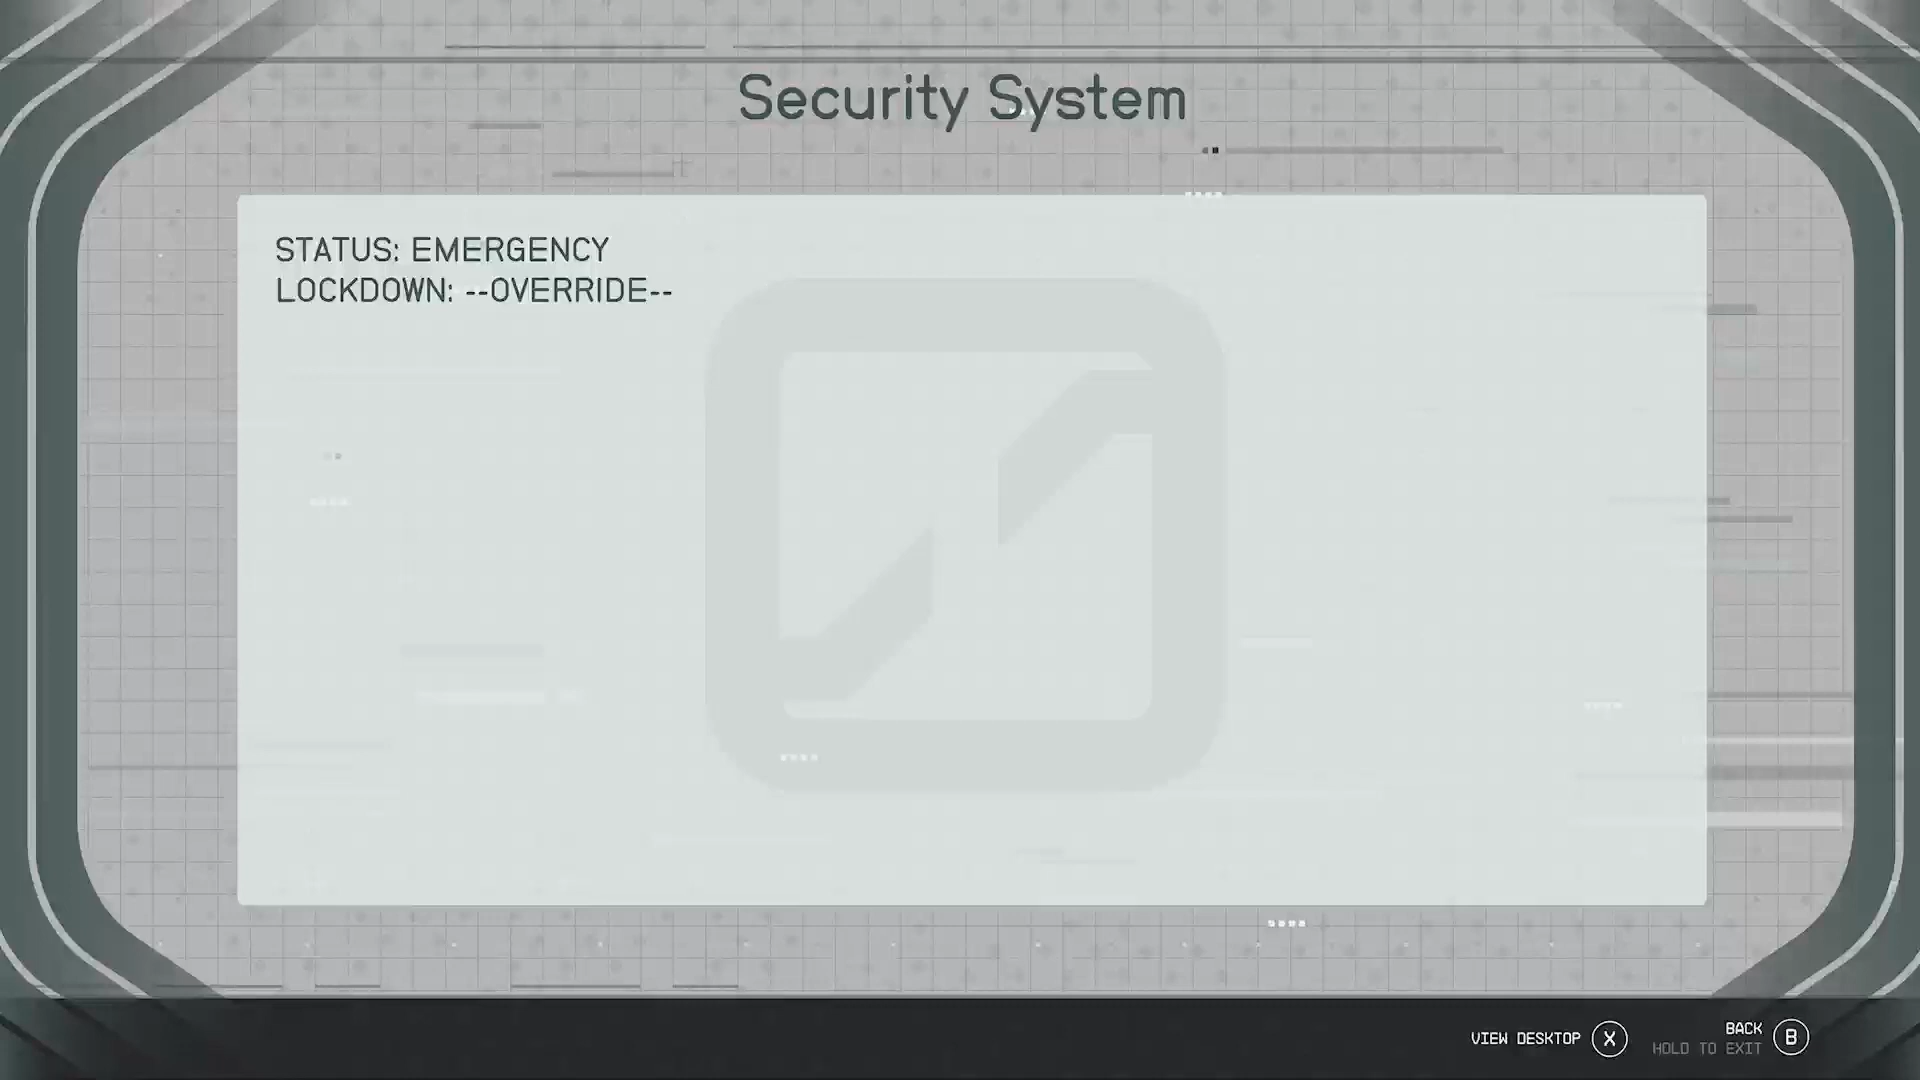 Security System
STATUS: EMERGENCY
LOCKDOWN: --OVERRIDE--
VIEW DESKTOP X
BACK B
HOLD TO EXIT